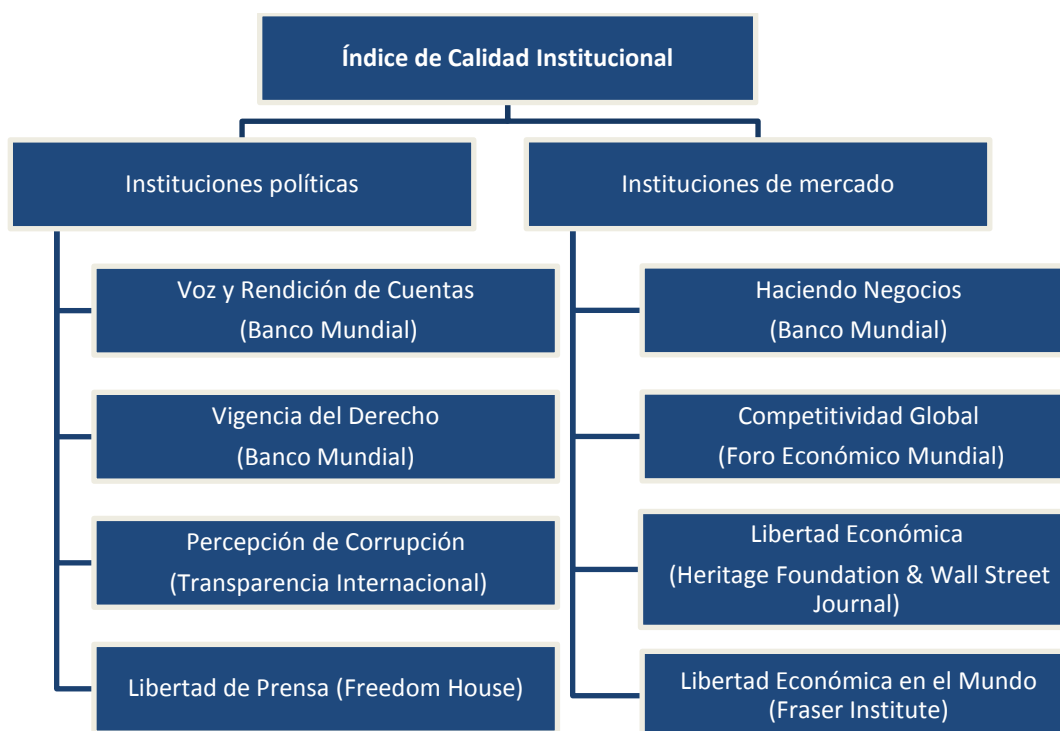 Índice de Calidad Institucional
Instituciones políticas
Voz y Rendición de Cuentas
(Banco Mundial)
Vigencia del Derecho
(Banco Mundial)
Percepción de Corrupción
(Transparencia Internacional)
Libertad de Prensa (Freedom House)
Instituciones de mercado
Haciendo Negocios
(Banco Mundial)
Competitividad Global
(Foro Económico Mundial)
Libertad Económica
(Heritage Foundation & Wall Street
Journal)
Libertad Económica en el Mundo
(Fraser Institute)